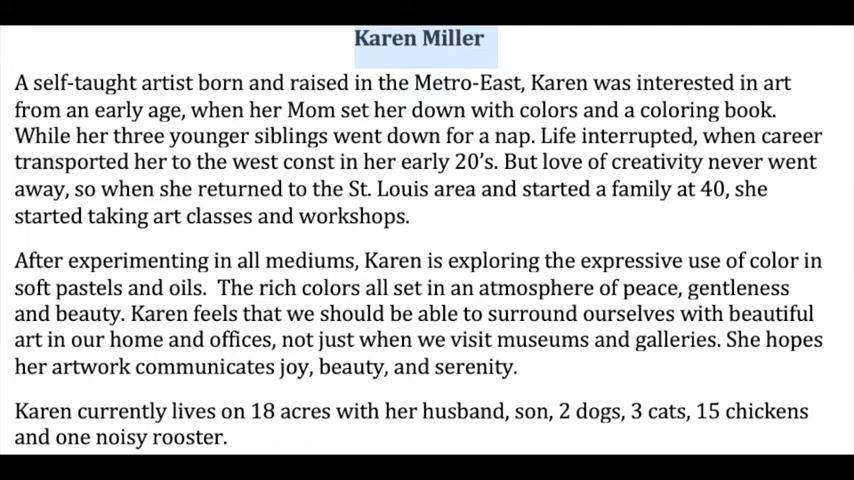 Karen Miller
A self-taught artist born and raised in the Metro-East, Karen was interested in art
from an early age, when her Mom set her down with colors and a coloring book.
While her three younger siblings went down for a nap. Life interrupted, when career
transported her to the west const in her early 20’s. But love of creativity never went
away, so when she returned to the St. Louis area and started a family at 40, she
started taking art classes and workshops.
After experimenting in all mediums, Karen is exploring the expressive use of color in
soft pastels and oils.  The rich colors all set in an atmosphere of peace, gentleness
and beauty. Karen feels that we should be able to surround ourselves with beautiful
art in our home and offices, not just when we visit museums and galleries. She hopes
her artwork communicates joy, beauty, and serenity.
Karen currently lives on 18 acres with her husband, son, 2 dogs, 3 cats, 15 chickens
and one noisy rooster.